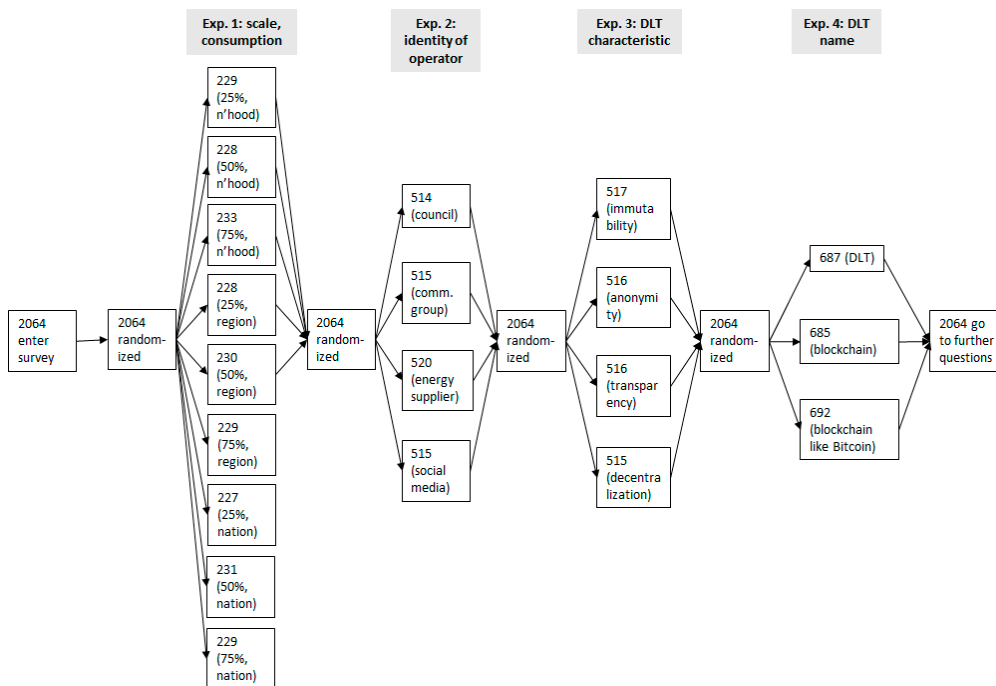 Exp. 1: scale,
consumption
Exp. 2:
identity of
operator
Exp. 3: DLT
characteristic
Exp. 4: DLT
name
2064
enter
survey
2064
random-
ized
229
(25%,
n'hood)
228
(50%,
n'hood)
233
(75%,
n'hood)
228
(25%,
region)
230
(50%,
region)
229
(75%,
region)
227
(25%,
nation)
231
(50%,
nation)
229
(75%,
nation)
2064
random-
ized
514
(council)
515
(comm.
group)
520
(energy
supplier)
515
(social
media)
2064
random-
ized
517
(immuta
bility)
516
(anonymi
ty)
516
(transpar
ency)
515
(decentra
lization)
2064
random-
ized
687 (DLT)
685
(blockchain)
692
(blockchain
like Bitcoin)
2064 go
to further
questions